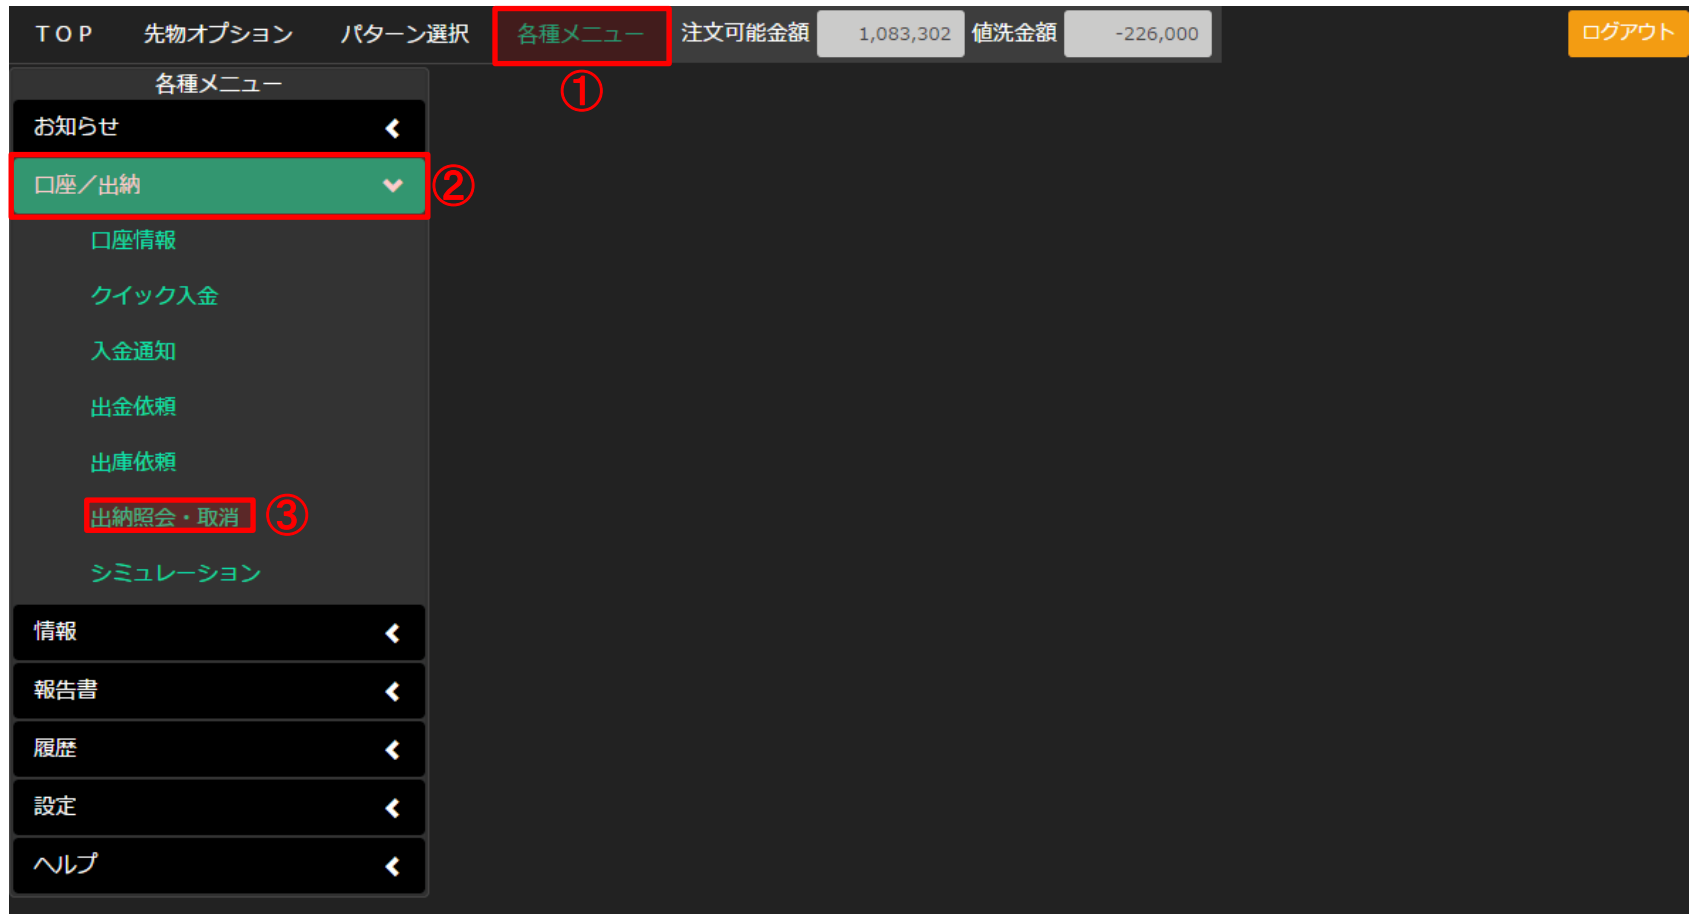 TOP 先物オプション パターン選択 各種メニュー 注文可能金額 1,083,302 値洗金額 -226,000 ログアウト
各種メニュー
①
お知らせ
口座／出納
②
口座情報
クイック入金
入金通知
出金依頼
出庫依頼
出納照会・取消 ③
シミュレーション
情報
報告書
履歴
設定
ヘルプ